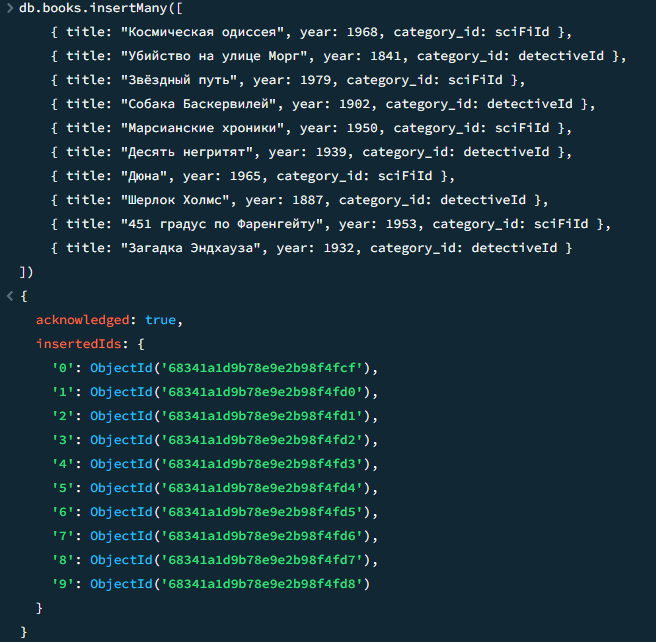 > db.books.insertMany([
{ title: "Космическая одиссея", year: 1968, category_id: sciFiId },
{ title: "Убийство на улице Морг", year: 1841, category_id: detectiveId },
{ title: "Звёздный путь", year: 1979, category_id: sciFiId },
{ title: "Собака Баскервилей", year: 1902, category_id: detectiveId },
{ title: "Марсианские хроники", year: 1950, category_id: sciFiId },
{ title: "Десять негритят", year: 1939, category_id: detectiveId },
{ title: "Дюна", year: 1965, category_id: sciFiId },
{ title: "Шерлок Холмс", year: 1887, category_id: detectiveId },
{ title: "451 градус по Фаренгейту", year: 1953, category_id: sciFiId },
{ title: "Загадка Эндхауза", year: 1932, category_id: detectiveId }
])
< {
acknowledged: true,
insertedIds: {
'0': ObjectId('68341a1d9b78e9e2b98f4fcf'),
'1': ObjectId('68341a1d9b78e9e2b98f4fd0'),
'2': ObjectId('68341a1d9b78e9e2b98f4fd1'),
'3': ObjectId('68341a1d9b78e9e2b98f4fd2'),
'4': ObjectId('68341a1d9b78e9e2b98f4fd3'),
'5': ObjectId('68341a1d9b78e9e2b98f4fd4'),
'6': ObjectId('68341a1d9b78e9e2b98f4fd5'),
'7': ObjectId('68341a1d9b78e9e2b98f4fd6'),
'8': ObjectId('68341a1d9b78e9e2b98f4fd7'),
'9': ObjectId('68341a1d9b78e9e2b98f4fd8')
}
}